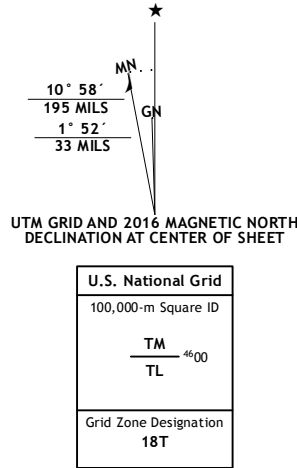 ★
MN
GN
10° 58´
195 MILS
1° 52´
33 MILS
UTM GRID AND 2016 MAGNETIC NORTH
DECLINATION AT CENTER OF SHEET
U.S. National Grid
100,000-m Square ID
TM
⁴⁶00
TL
Grid Zone Designation
18T